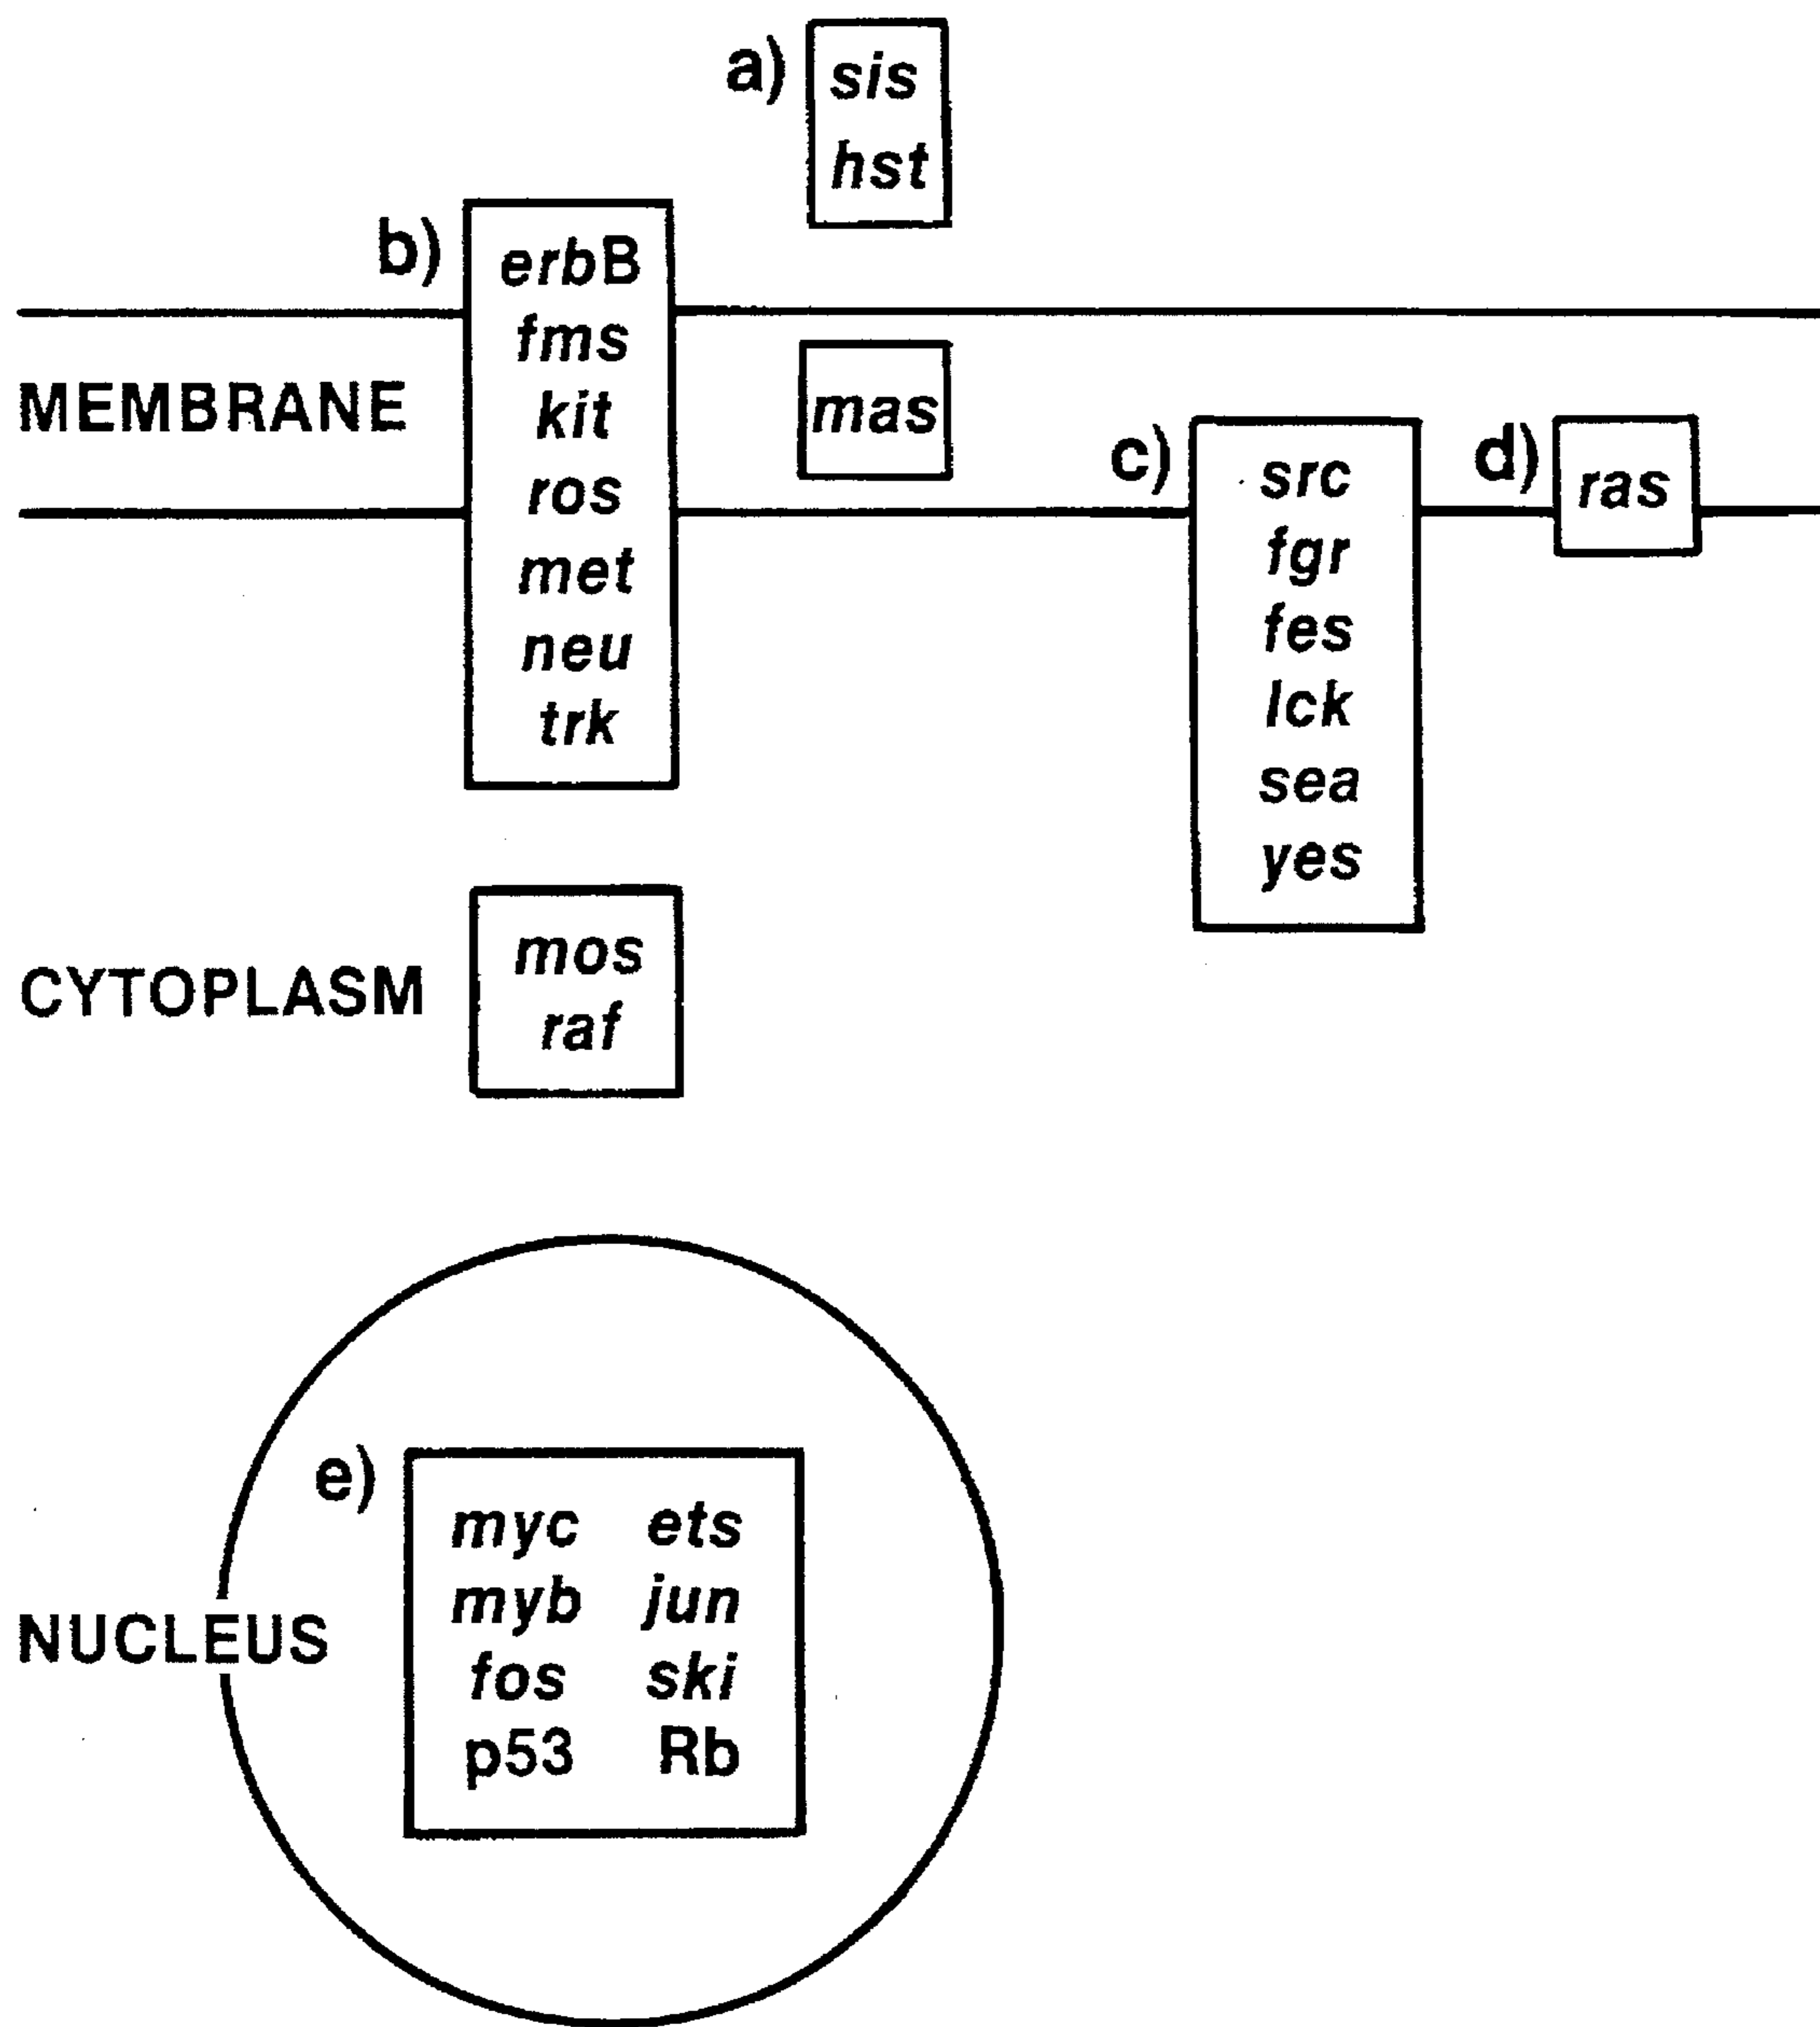 a)
sis
hst
b)
erbB
fms
kit
ros
met
neu
trk
MEMBRANE
mas
c)
src
fgr
fes
lck
sea
yes
d)
ras
CYTOPLASM
mos
raf
NUCLEUS
e)
myc ets
myb jun
fos ski
p53 Rb